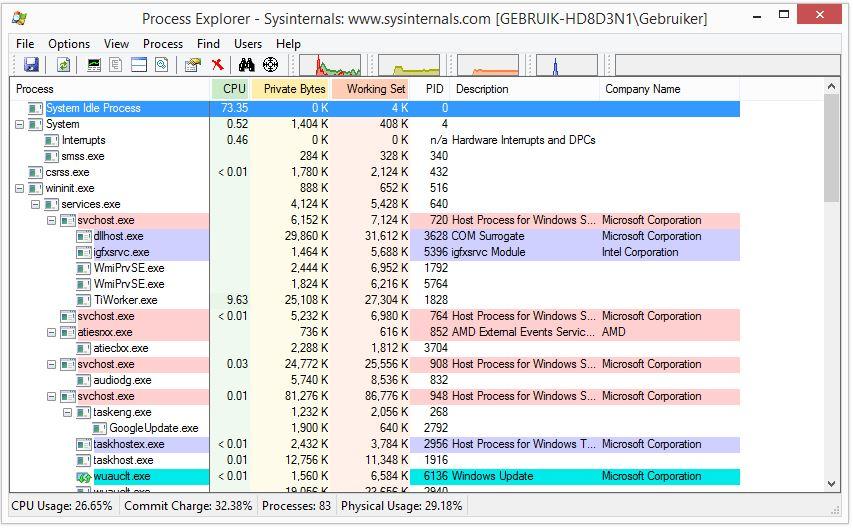 Process Explorer - Sysinternals: www.sysinternals.com [GEBRUIK-HD8D3N1\Gebruiker]
File Options View Process Find Users Help
Process CPU Private Bytes Working Set PID Description Company Name
System Idle Process 73.35 0 K 4 K 0
System 0.52 1,404 K 408 K 4
Interrupts 0.46 0 K 0 K n/a Hardware Interrupts and DPCs
smss.exe 284 K 328 K 340
csrss.exe < 0.01 1,780 K 2,124 K 432
wininit.exe 888 K 652 K 516
services.exe 4,124 K 5,428 K 640
svchost.exe 6,152 K 7,124 K 720 Host Process for Windows S... Microsoft Corporation
dllhost.exe 29,860 K 31,612 K 3628 COM Surrogate Microsoft Corporation
igfxsrvc.exe 1,464 K 5,688 K 5396 igfxsrvc Module Intel Corporation
WmiPrvSE.exe 2,444 K 6,952 K 1792
WmiPrvSE.exe 1,824 K 6,216 K 5764
TiWorker.exe 9.63 25,108 K 27,304 K 1828
svchost.exe < 0.01 5,232 K 6,980 K 764 Host Process for Windows S... Microsoft Corporation
atiesrxx.exe 736 K 616 K 852 AMD External Events Servic... AMD
atieclxx.exe 2,288 K 1,812 K 3704
svchost.exe 0.03 24,772 K 25,556 K 908 Host Process for Windows S... Microsoft Corporation
audiodg.exe 5,740 K 8,536 K 832
svchost.exe 0.01 81,276 K 86,776 K 948 Host Process for Windows S... Microsoft Corporation
taskeng.exe 1,232 K 2,056 K 268
GoogleUpdate.exe 1,900 K 640 K 2792
taskhostex.exe < 0.01 2,432 K 3,784 K 2956 Host Process for Windows T... Microsoft Corporation
taskhost.exe 0.01 12,756 K 11,348 K 1916
wuauclt.exe < 0.01 1,560 K 6,584 K 6136 Windows Update Microsoft Corporation
CPU Usage: 26.65% Commit Charge: 32.38% Processes: 83 Physical Usage: 29.18%